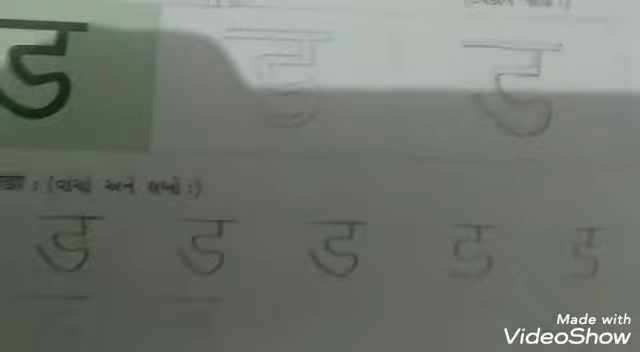 ड ड ड
: (વાંચો અને લખો :)
ड ड ड ड ड
Made with
VideoShow